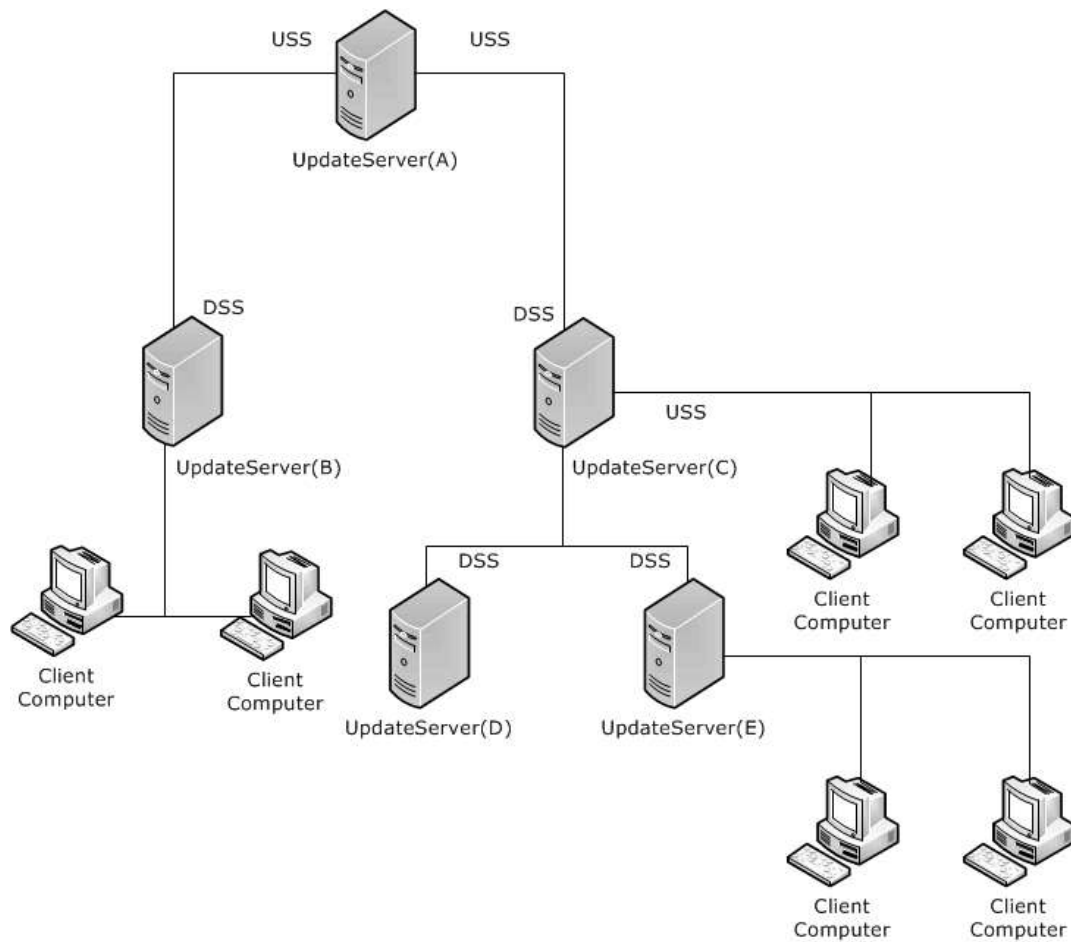 USS
USS
UpdateServer(A)
DSS
DSS
USS
UpdateServer(B)
UpdateServer(C)
DSS
DSS
Client
Computer
Client
Computer
Client
Computer
Client
Computer
UpdateServer(D)
UpdateServer(E)
Client
Computer
Client
Computer